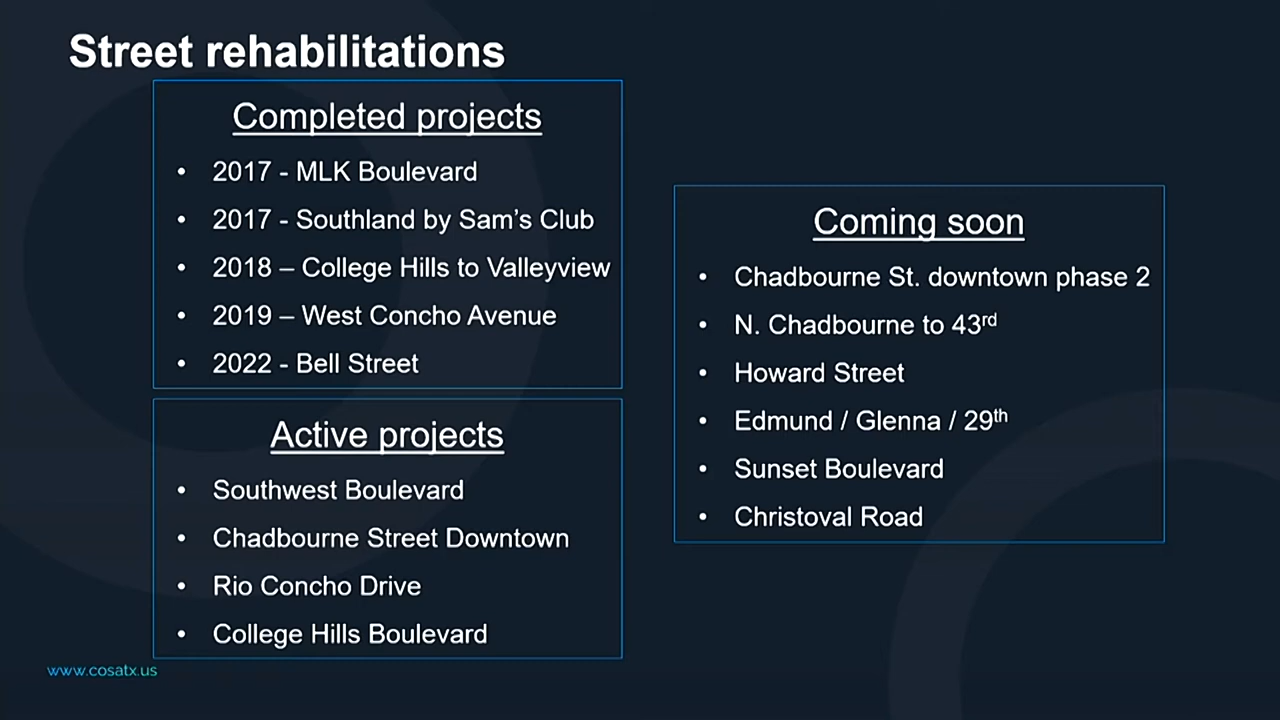 Street rehabilitations
Completed projects
• 2017 - MLK Boulevard
• 2017 - Southland by Sam’s Club
• 2018 – College Hills to Valleyview
• 2019 – West Concho Avenue
• 2022 - Bell Street
Active projects
• Southwest Boulevard
• Chadbourne Street Downtown
• Rio Concho Drive
• College Hills Boulevard
Coming soon
• Chadbourne St. downtown phase 2
• N. Chadbourne to 43rd
• Howard Street
• Edmund / Glenna / 29th
• Sunset Boulevard
• Christoval Road
www.cosatx.us